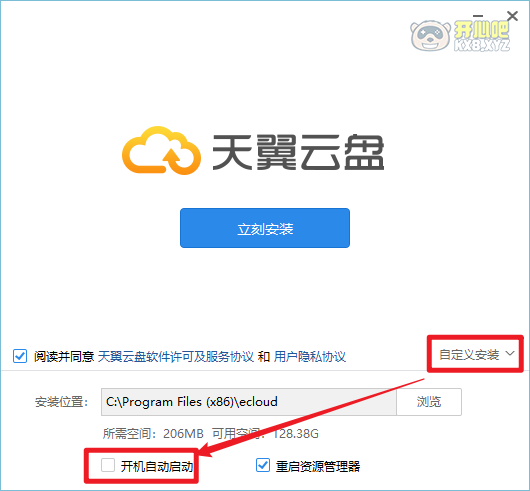 开心吧
KX8.XYZ
天翼云盘
立刻安装
阅读并同意 天翼云盘软件许可及服务协议 和 用户隐私协议
自定义安装
安装位置： C:\Program Files (x86)\ecloud 浏览
所需空间：206MB 可用空间：128.38G
开机自动启动 重启资源管理器